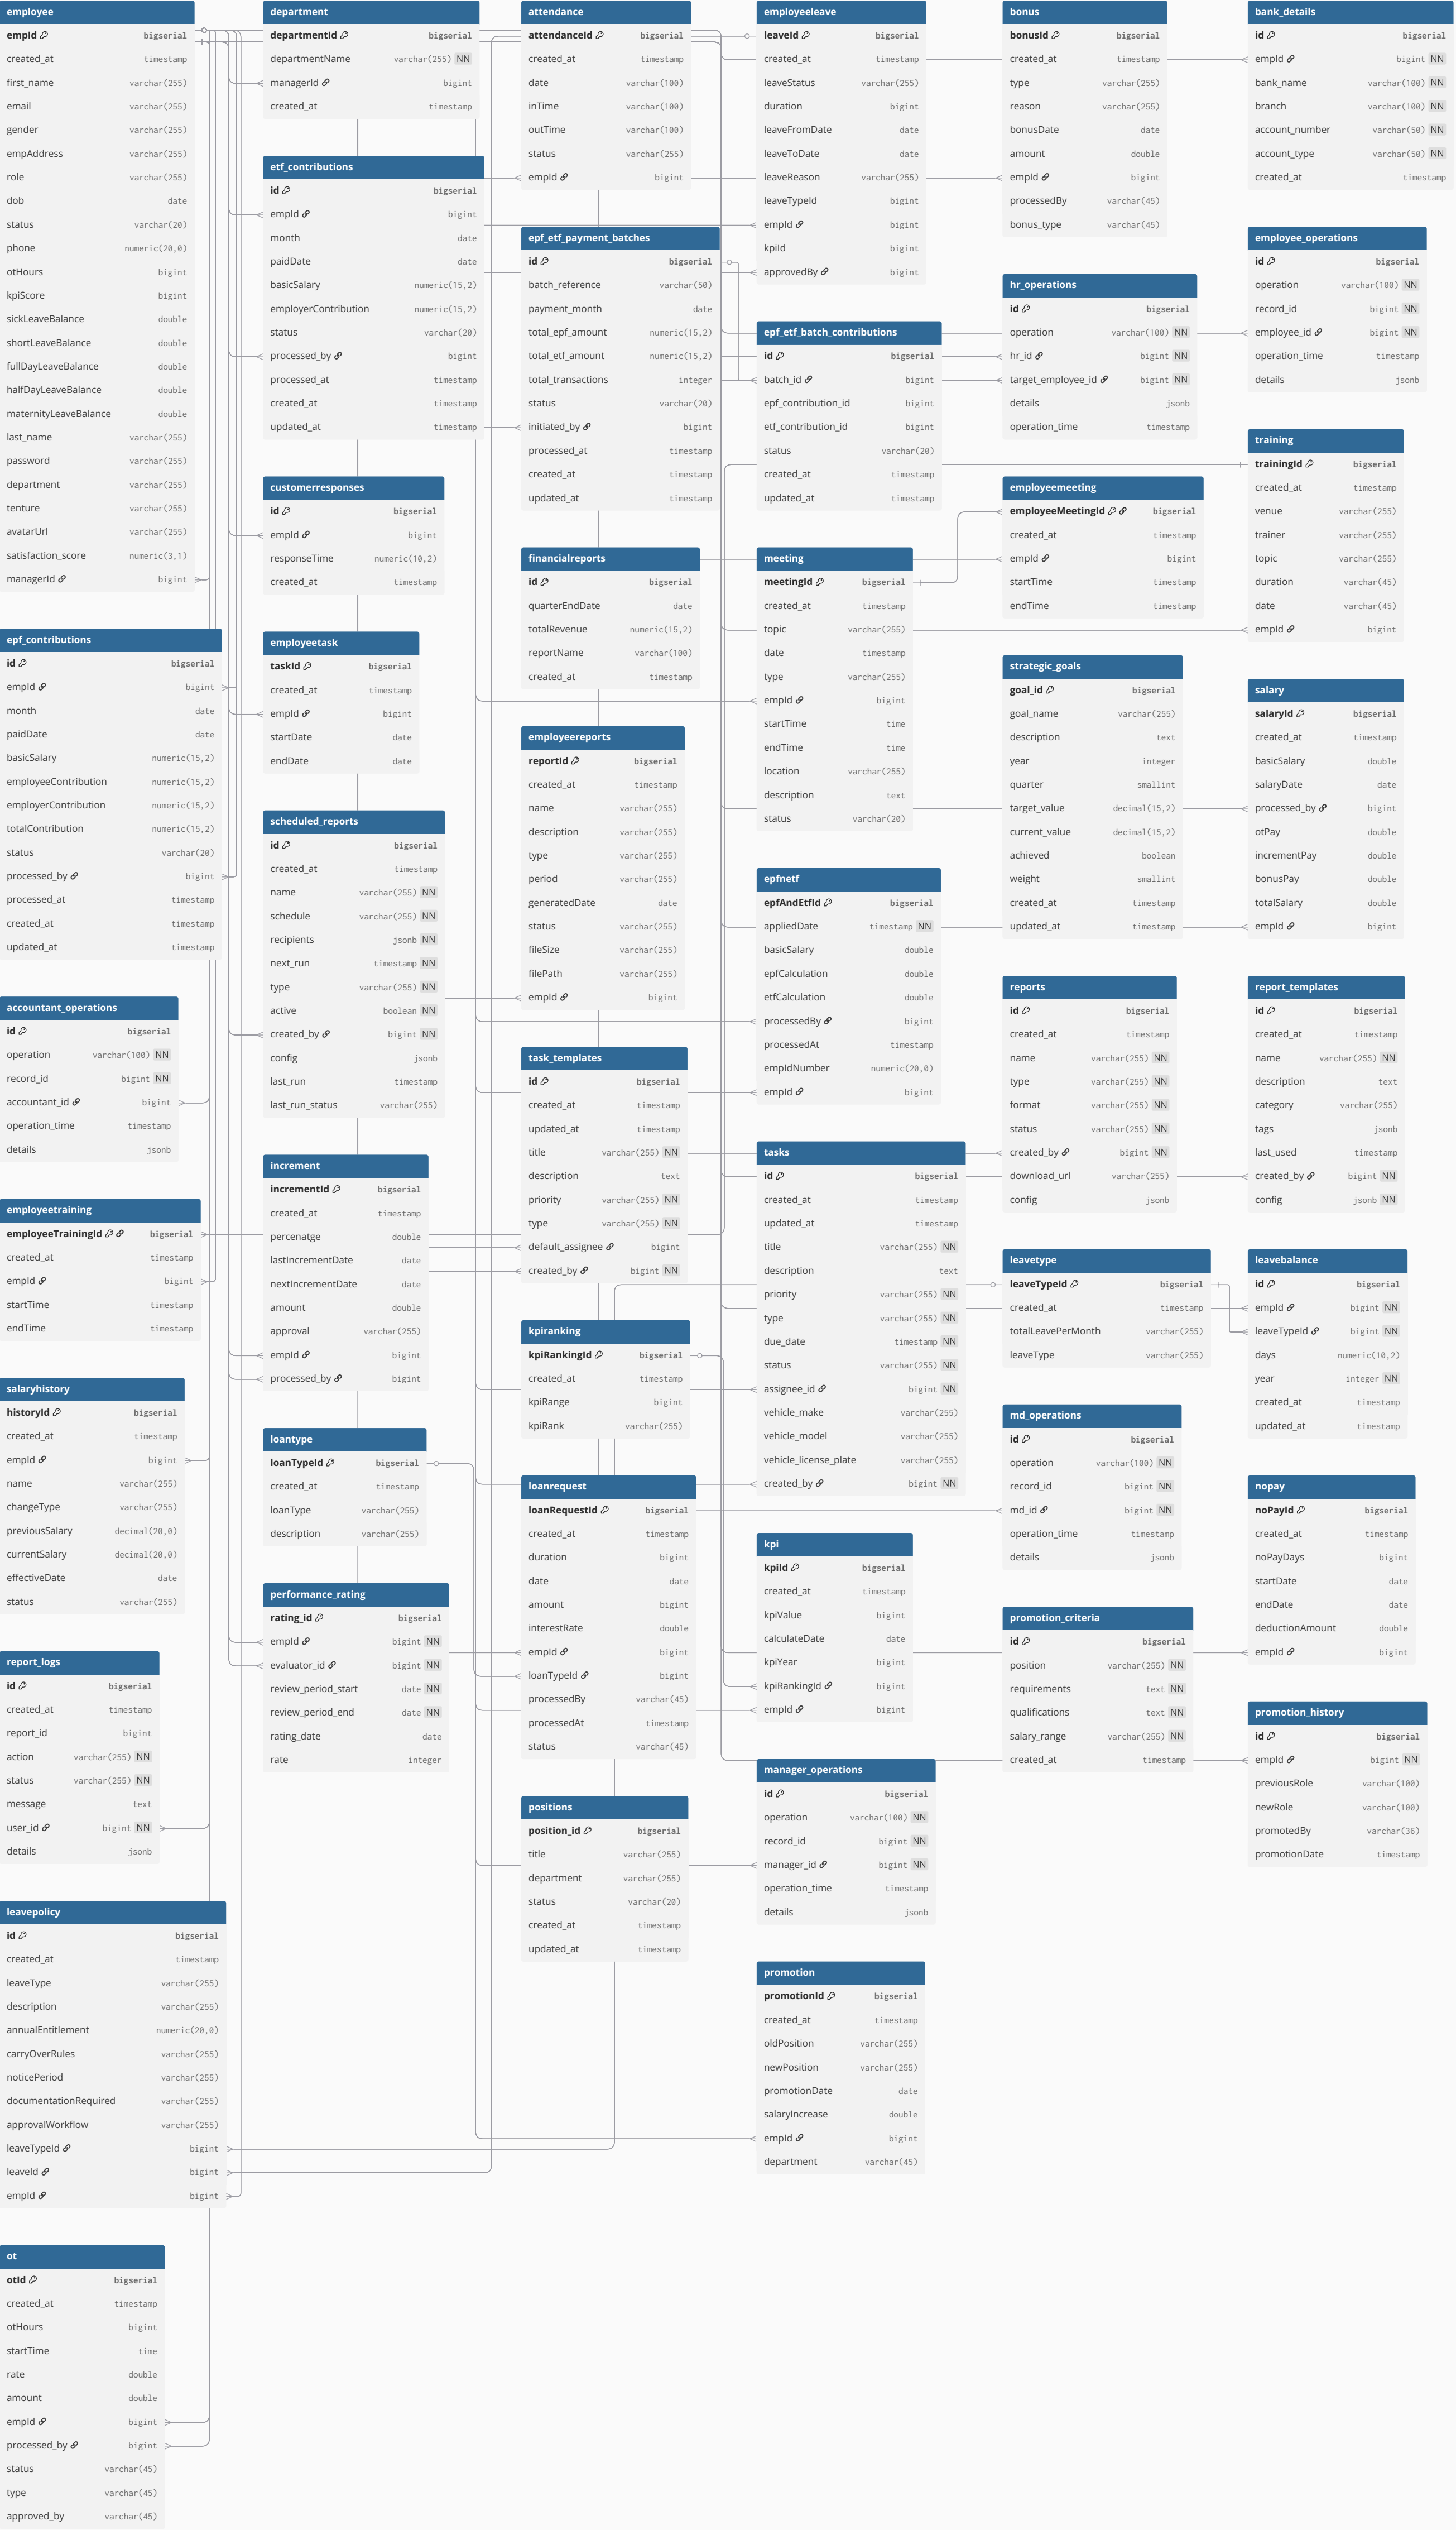 employee
empId bigserial
created_at timestamp
first_name varchar(255)
email varchar(255)
gender varchar(255)
empAddress varchar(255)
role varchar(255)
dob date
status varchar(20)
phone numeric(20,0)
otHours bigint
kpiScore bigint
sickLeaveBalance double
shortLeaveBalance double
fullDayLeaveBalance double
halfDayLeaveBalance double
maternityLeaveBalance double
last_name varchar(255)
password varchar(255)
department varchar(255)
tenture varchar(255)
avatarUrl varchar(255)
satisfaction_score numeric(3,1)
managerId bigint
epf_contributions
id bigserial
empId bigint
month date
paidDate date
basicSalary numeric(15,2)
employeeContribution numeric(15,2)
employerContribution numeric(15,2)
totalContribution numeric(15,2)
status varchar(20)
processed_by bigint
processed_at timestamp
created_at timestamp
updated_at timestamp
accountant_operations
id bigserial
operation varchar(100) NN
record_id bigint NN
accountant_id bigint
operation_time timestamp
details jsonb
employeetraining
employeeTrainingId bigserial
created_at timestamp
empId bigint
startTime timestamp
endTime timestamp
salaryhistory
historyId bigserial
created_at timestamp
empId bigint
name varchar(255)
changeType varchar(255)
previousSalary decimal(20,0)
currentSalary decimal(20,0)
effectiveDate date
status varchar(255)
report_logs
id bigserial
created_at timestamp
report_id bigint
action varchar(255) NN
status varchar(255) NN
message text
user_id bigint NN
details jsonb
leavepolicy
id bigserial
created_at timestamp
leaveType varchar(255)
description varchar(255)
annualEntitlement numeric(20,0)
carryOverRules varchar(255)
noticePeriod varchar(255)
documentationRequired varchar(255)
approvalWorkflow varchar(255)
leaveTypeId bigint
leaveId bigint
empId bigint
ot
otId bigserial
created_at timestamp
otHours bigint
startTime time
rate double
amount double
empId bigint
processed_by bigint
status varchar(45)
type varchar(45)
approved_by varchar(45)
department
departmentId bigserial
departmentName varchar(255) NN
managerId bigint
created_at timestamp
etf_contributions
id bigserial
empId bigint
month date
paidDate date
basicSalary numeric(15,2)
employerContribution numeric(15,2)
status varchar(20)
processed_by bigint
processed_at timestamp
created_at timestamp
updated_at timestamp
customerresponses
id bigserial
empId bigint
responseTime numeric(10,2)
created_at timestamp
employeetask
taskId bigserial
created_at timestamp
empId bigint
startDate date
endDate date
scheduled_reports
id bigserial
created_at timestamp
name varchar(255) NN
schedule varchar(255) NN
recipients jsonb NN
next_run timestamp NN
type varchar(255) NN
active boolean NN
created_by bigint NN
config jsonb
last_run timestamp
last_run_status varchar(255)
increment
incrementId bigserial
created_at timestamp
percenatge double
lastIncrementDate date
nextIncrementDate date
amount double
approval varchar(255)
empId bigint
processed_by bigint
loantype
loanTypeId bigserial
created_at timestamp
loanType varchar(255)
description varchar(255)
performance_rating
rating_id bigserial
empId bigint NN
evaluator_id bigint NN
review_period_start date NN
review_period_end date NN
rating_date date
rate integer
attendance
attendanceId bigserial
created_at timestamp
date varchar(100)
inTime varchar(100)
outTime varchar(100)
status varchar(255)
empId bigint
epf_etf_payment_batches
id bigserial
batch_reference varchar(50)
payment_month date
total_epf_amount numeric(15,2)
total_etf_amount numeric(15,2)
total_transactions integer
status varchar(20)
initiated_by bigint
processed_at timestamp
created_at timestamp
updated_at timestamp
financialreports
id bigserial
quarterEndDate date
totalRevenue numeric(15,2)
reportName varchar(100)
created_at timestamp
employeereports
reportId bigserial
created_at timestamp
name varchar(255)
description varchar(255)
type varchar(255)
period varchar(255)
generatedDate date
status varchar(255)
fileSize varchar(255)
filePath varchar(255)
empId bigint
task_templates
id bigserial
created_at timestamp
updated_at timestamp
title varchar(255) NN
description text
priority varchar(255) NN
type varchar(255) NN
default_assignee bigint
created_by bigint NN
kpiranking
kpiRankingId bigserial
created_at timestamp
kpiRange bigint
kpiRank varchar(255)
loanrequest
loanRequestId bigserial
created_at timestamp
duration bigint
date date
amount bigint
interestRate double
empId bigint
loanTypeId bigint
processedBy varchar(45)
processedAt timestamp
status varchar(45)
positions
position_id bigserial
title varchar(255)
department varchar(255)
status varchar(20)
created_at timestamp
updated_at timestamp
employeeleave
leaveId bigserial
created_at timestamp
leaveStatus varchar(255)
duration bigint
leaveFromDate date
leaveToDate date
leaveReason varchar(255)
leaveTypeId bigint
empId bigint
kpiId bigint
approvedBy bigint
epf_etf_batch_contributions
id bigserial
batch_id bigint
epf_contribution_id bigint
etf_contribution_id bigint
status varchar(20)
created_at timestamp
updated_at timestamp
meeting
meetingId bigserial
created_at timestamp
topic varchar(255)
date timestamp
type varchar(255)
empId bigint
startTime time
endTime time
location varchar(255)
description text
status varchar(20)
epfnetf
epfAndEtfId bigserial
appliedDate timestamp NN
basicSalary double
epfCalculation double
etfCalculation double
processedBy bigint
processedAt timestamp
empIdNumber numeric(20,0)
empId bigint
tasks
id bigserial
created_at timestamp
updated_at timestamp
title varchar(255) NN
description text
priority varchar(255) NN
type varchar(255) NN
due_date timestamp NN
status varchar(255) NN
assignee_id bigint NN
vehicle_make varchar(255)
vehicle_model varchar(255)
vehicle_license_plate varchar(255)
created_by bigint NN
kpi
kpiId bigserial
created_at timestamp
kpiValue bigint
calculateDate date
kpiYear bigint
kpiRankingId bigint
empId bigint
manager_operations
id bigserial
operation varchar(100) NN
record_id bigint NN
manager_id bigint NN
operation_time timestamp
details jsonb
promotion
promotionId bigserial
created_at timestamp
oldPosition varchar(255)
newPosition varchar(255)
promotionDate date
salaryIncrease double
empId bigint
department varchar(45)
bonus
bonusId bigserial
created_at timestamp
type varchar(255)
reason varchar(255)
bonusDate date
amount double
empId bigint
processedBy varchar(45)
bonus_type varchar(45)
hr_operations
id bigserial
operation varchar(100) NN
hr_id bigint NN
target_employee_id bigint NN
details jsonb
operation_time timestamp
employeemeeting
employeeMeetingId bigserial
created_at timestamp
empId bigint
startTime timestamp
endTime timestamp
strategic_goals
goal_id bigserial
goal_name varchar(255)
description text
year integer
quarter smallint
target_value decimal(15,2)
current_value decimal(15,2)
achieved boolean
weight smallint
created_at timestamp
updated_at timestamp
reports
id bigserial
created_at timestamp
name varchar(255) NN
type varchar(255) NN
format varchar(255) NN
status varchar(255) NN
created_by bigint NN
download_url varchar(255)
config jsonb
leavetype
leaveTypeId bigserial
created_at timestamp
totalLeavePerMonth varchar(255)
leaveType varchar(255)
md_operations
id bigserial
operation varchar(100) NN
record_id bigint NN
md_id bigint NN
operation_time timestamp
details jsonb
promotion_criteria
id bigserial
position varchar(255) NN
requirements text NN
qualifications text NN
salary_range varchar(255) NN
created_at timestamp
bank_details
id bigserial
empId bigint NN
bank_name varchar(100) NN
branch varchar(100) NN
account_number varchar(50) NN
account_type varchar(50) NN
created_at timestamp
employee_operations
id bigserial
operation varchar(100) NN
record_id bigint NN
employee_id bigint NN
operation_time timestamp
details jsonb
training
trainingId bigserial
created_at timestamp
venue varchar(255)
trainer varchar(255)
topic varchar(255)
duration varchar(45)
date varchar(45)
empId bigint
salary
salaryId bigserial
created_at timestamp
basicSalary double
salaryDate date
processed_by bigint
otPay double
incrementPay double
bonusPay double
totalSalary double
empId bigint
report_templates
id bigserial
created_at timestamp
name varchar(255) NN
description text
category varchar(255)
tags jsonb
last_used timestamp
created_by bigint NN
config jsonb NN
leavebalance
id bigserial
empId bigint NN
leaveTypeId bigint NN
days numeric(10,2)
year integer NN
created_at timestamp
updated_at timestamp
nopay
noPayId bigserial
created_at timestamp
noPayDays bigint
startDate date
endDate date
deductionAmount double
empId bigint
promotion_history
id bigserial
empId bigint NN
previousRole varchar(100)
newRole varchar(100)
promotedBy varchar(36)
promotionDate timestamp